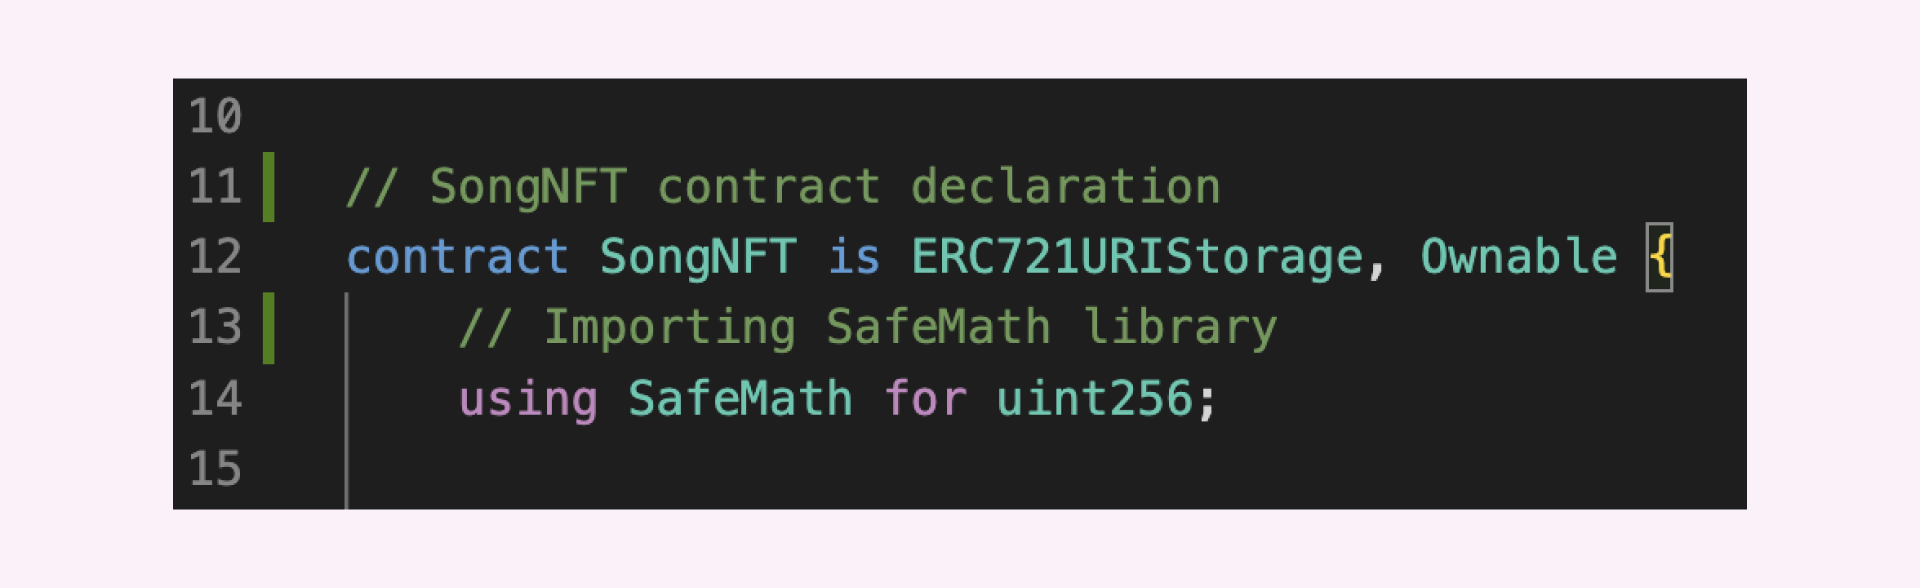 10
11 // SongNFT contract declaration
12 contract SongNFT is ERC721URIStorage, Ownable {
13 // Importing SafeMath library
14 using SafeMath for uint256;
15